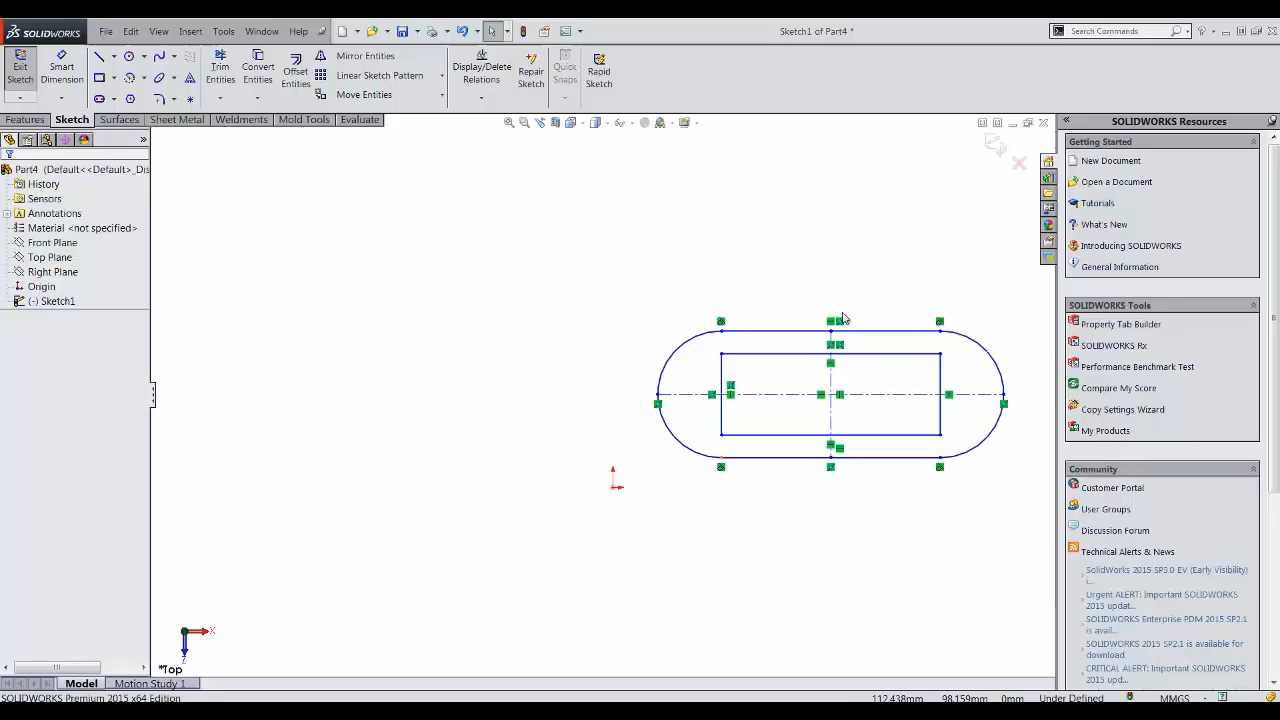 SOLIDWORKS File Edit View Insert Tools Window Help Sketch1 of Part4 * Search Commands
Exit Sketch
Smart Dimension
Trim Entities
Convert Entities
Offset Entities
Mirror Entities
Linear Sketch Pattern
Move Entities
Display/Delete Relations
Repair Sketch
Quick Snaps
Rapid Sketch
Features Sketch Surfaces Sheet Metal Weldments Mold Tools Evaluate
Part4 (Default<<Default>_Dis
History
Sensors
Annotations
Material <not specified>
Front Plane
Top Plane
Right Plane
Origin
(-) Sketch1
X
Z
*Top
SOLIDWORKS Resources
Getting Started
New Document
Open a Document
Tutorials
What's New
Introducing SOLIDWORKS
General Information
SOLIDWORKS Tools
Property Tab Builder
SOLIDWORKS Rx
Performance Benchmark Test
Compare My Score
Copy Settings Wizard
My Products
Community
Customer Portal
User Groups
Discussion Forum
Technical Alerts & News
SolidWorks 2015 SP3.0 EV (Early Visibility)
i...
Urgent ALERT: Important SOLIDWORKS
2015 updat...
SOLIDWORKS Enterprise PDM 2015 SP2.1
is avail...
SOLIDWORKS 2015 SP2.1 is available for
download
CRITICAL ALERT: Important SOLIDWORKS
2015 upd...
Model Motion Study 1
SOLIDWORKS Premium 2015 x64 Edition 112.438mm 98.159mm 0mm Under Defined MMGS